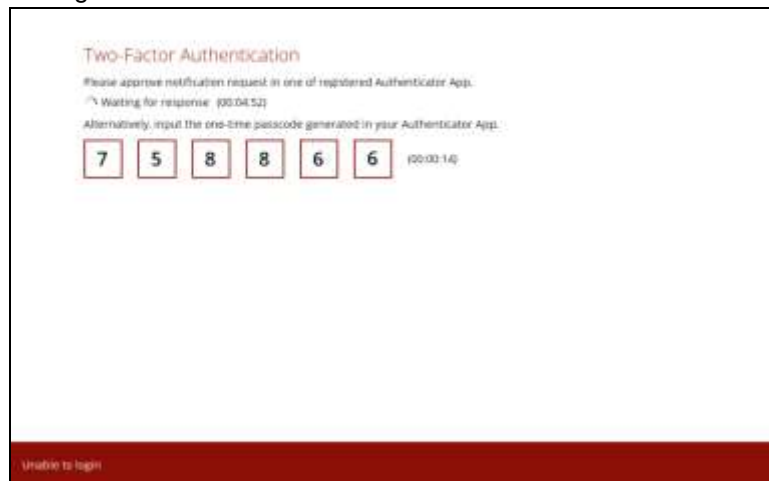 Two-Factor Authentication
Please approve notification request in one of registered Authenticator App.
Waiting for response (00:04:52)
Alternatively, input the one-time passcode generated in your Authenticator App.
7 5 8 8 6 6 (00:00:14)
Unable to login